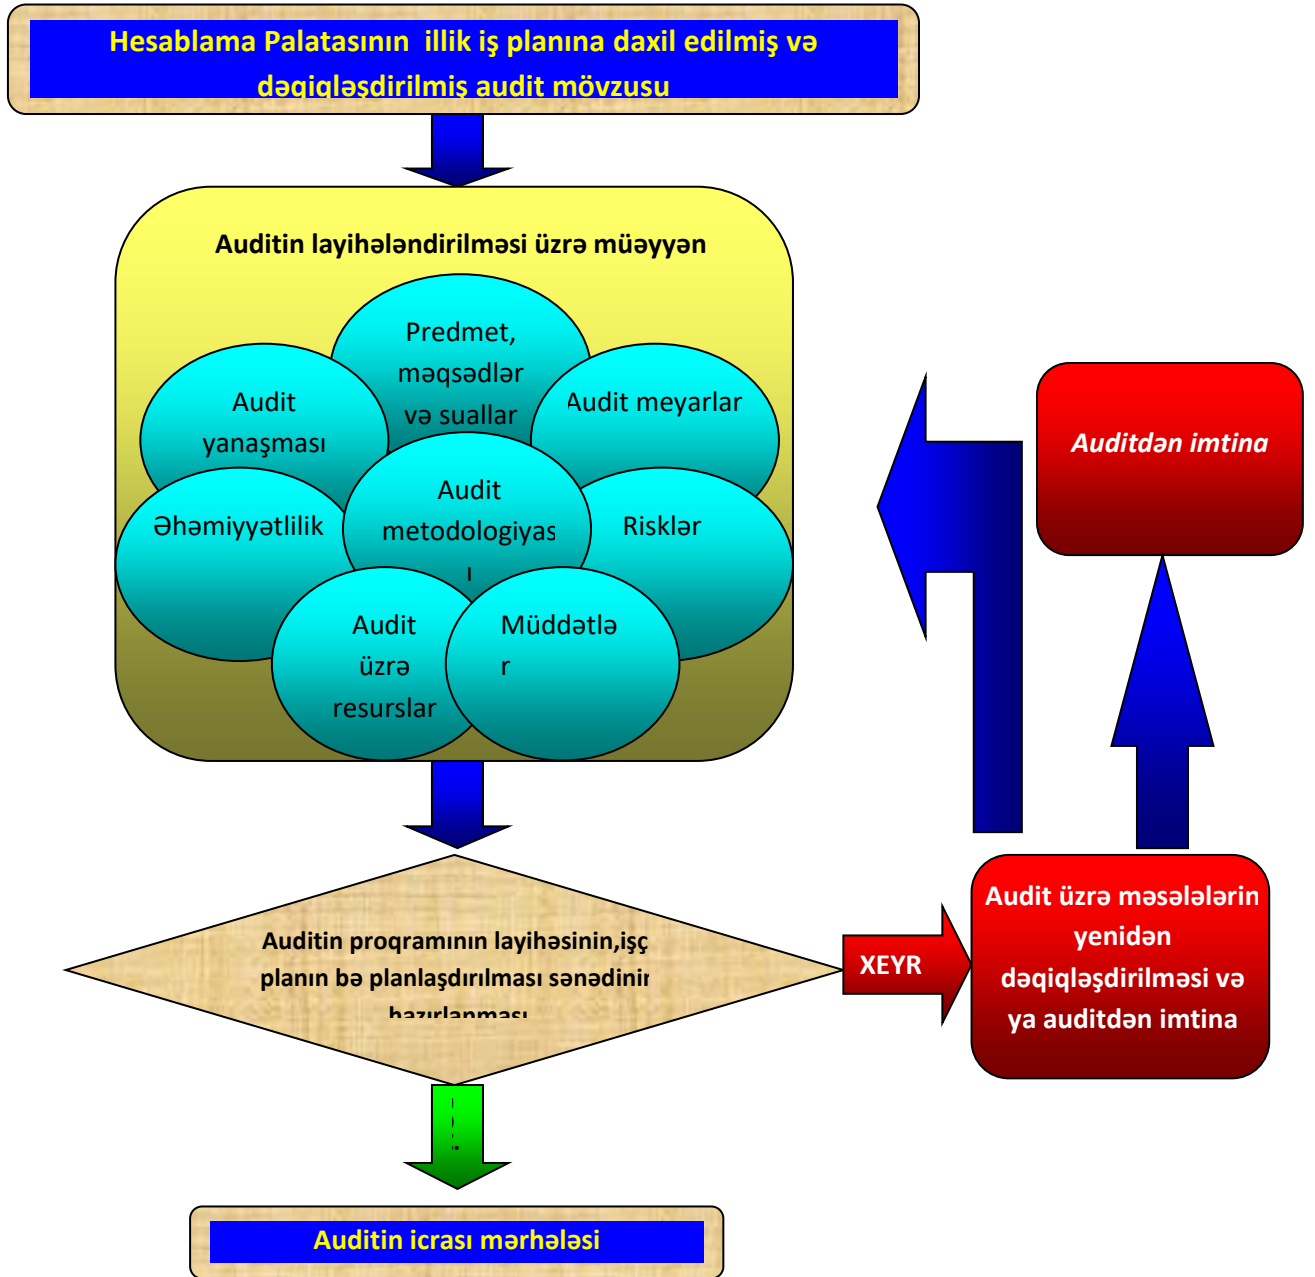 Hesablama Palatasının illik iş planına daxil edilmiş və
dəqiqləşdirilmiş audit mövzusu
Auditin layihələndirilməsi üzrə müəyyən
Predmet,
məqsədlər
və suallar
Audit
yanaşması
Audit meyarlar
Əhəmiyyətlilik
Audit
metodologiyas
ı
Risklər
Audit
üzrə
resurslar
Müddətlə
r
Auditdən imtina
Auditin proqramının layihəsinin,işç
planın bə planlaşdırılması sənədinir
hazırlanması
XEYR
Audit üzrə məsələlərin
yenidən
dəqiqləşdirilməsi və
ya auditdən imtina
Auditin icrası mərhələsi